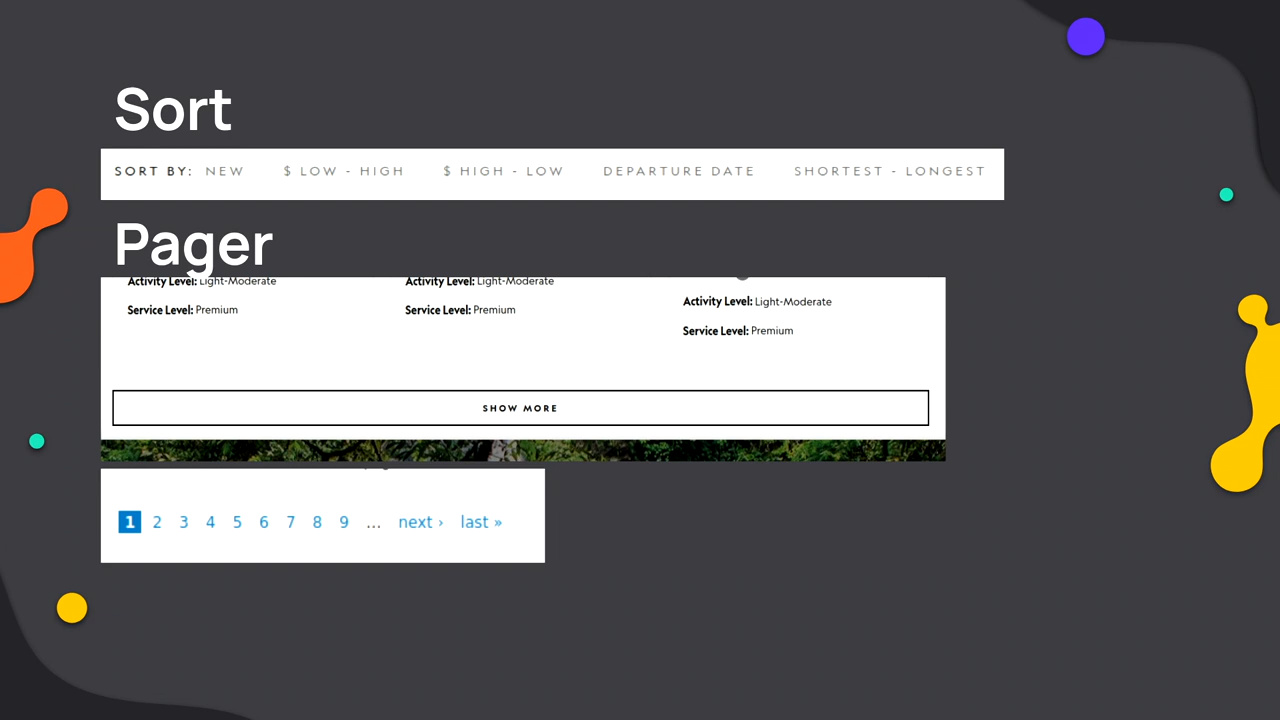 Sort
SORT BY: NEW $ LOW - HIGH $ HIGH - LOW DEPARTURE DATE SHORTEST - LONGEST
Pager
Activity Level: Light-Moderate Activity Level: Light-Moderate
Activity Level: Light-Moderate
Service Level: Premium Service Level: Premium
Service Level: Premium
SHOW MORE
1 2 3 4 5 6 7 8 9 ... next › last »